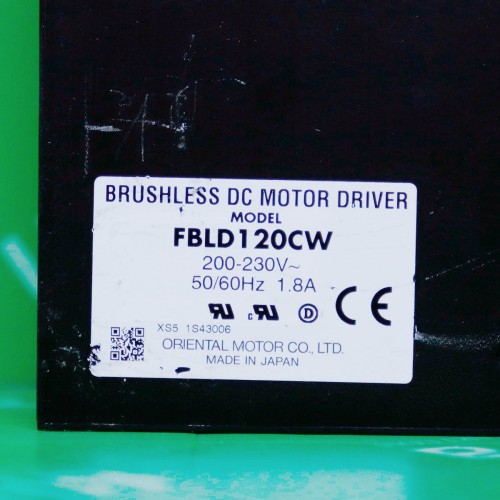 BRUSHLESS DC MOTOR DRIVER
MODEL
FBLD120CW
200-230V~
50/60Hz 1.8A
XS5 1S43006
ORIENTAL MOTOR CO., LTD.
MADE IN JAPAN